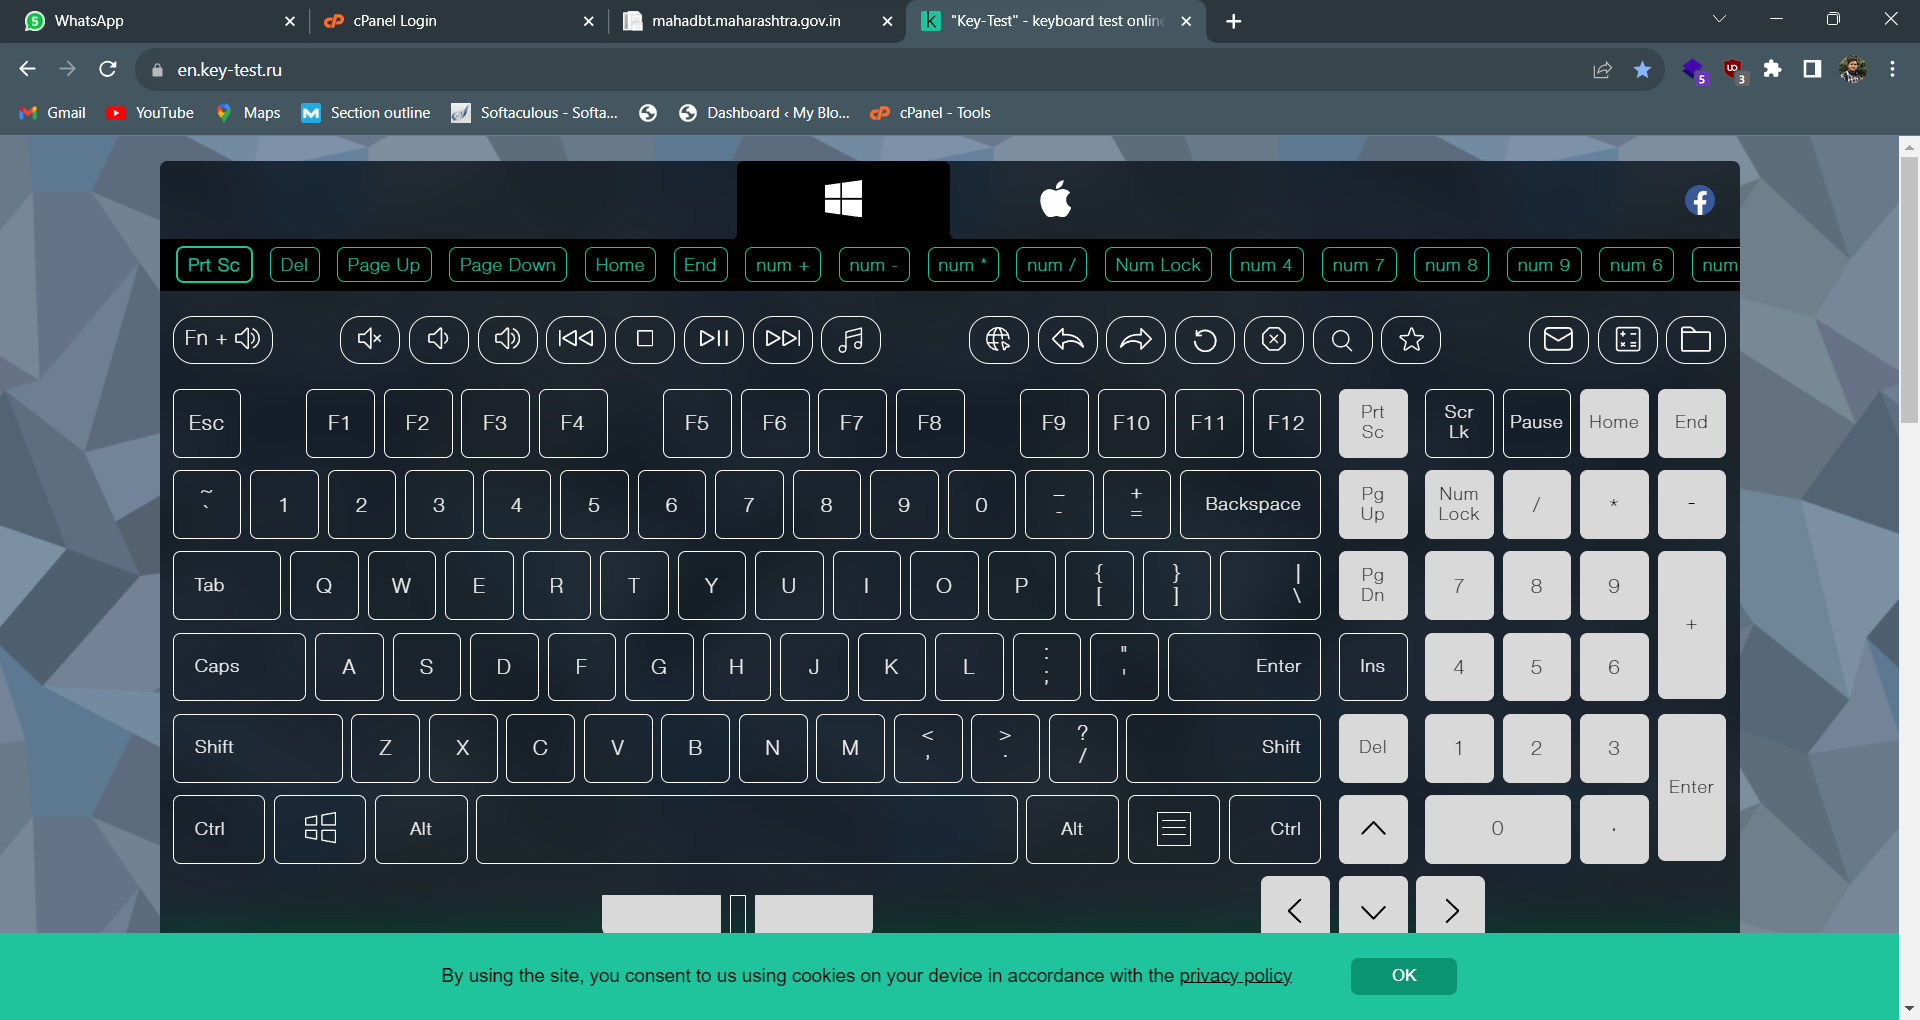 WhatsApp
cPanel Login
mahadbt.maharashtra.gov.in
"Key-Test" - keyboard test online
en.key-test.ru
5
3
Gmail YouTube Maps Section outline Softaculous - Softa... Dashboard ‹ My Blo... cPanel - Tools
Prt Sc Del Page Up Page Down Home End num + num - num * num / Num Lock num 4 num 7 num 8 num 9 num 6 num
Fn +
Esc F1 F2 F3 F4 F5 F6 F7 F8 F9 F10 F11 F12 Prt Sc Scr Lk Pause Home End
~ ` 1 2 3 4 5 6 7 8 9 0 _ - + = Backspace Pg Up Num Lock / * -
Tab Q W E R T Y U I O P { [ } ] | \ Pg Dn 7 8 9 +
Caps A S D F G H J K L : ; " ' Enter Ins 4 5 6
Shift Z X C V B N M < , > . ? / Shift Del 1 2 3 Enter
Ctrl Alt Alt Ctrl 0 .
By using the site, you consent to us using cookies on your device in accordance with the privacy policy
OK